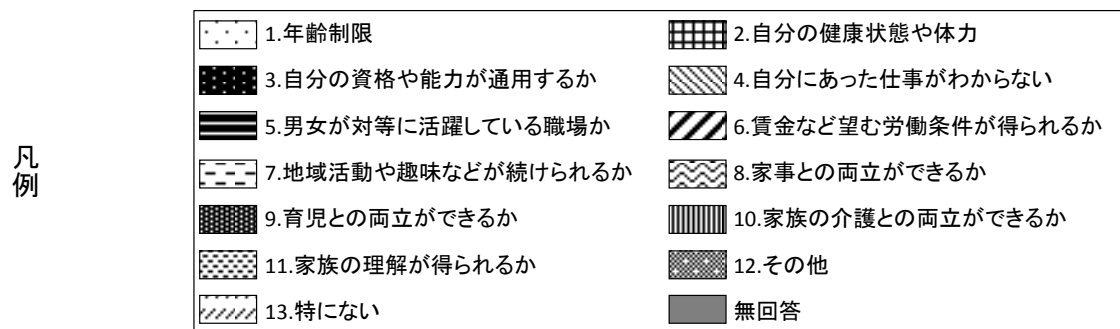 凡例
1.年齢制限
2.自分の健康状態や体力
3.自分の資格や能力が通用するか
4.自分にあった仕事がわからない
5.男女が対等に活躍している職場か
6.賃金など望む労働条件が得られるか
7.地域活動や趣味などが続けられるか
8.家事との両立ができるか
9.育児との両立ができるか
10.家族の介護との両立ができるか
11.家族の理解が得られるか
12.その他
13.特にない
無回答